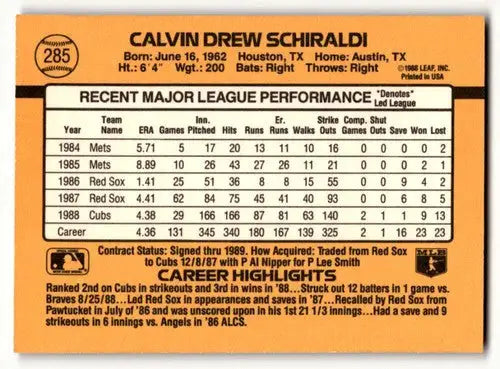 285
CALVIN DREW SCHIRALDI
Born: June 16, 1962 Houston, TX Home: Austin, TX
Ht.: 6'4" Wgt.: 200 Bats: Right Throws: Right
©1988 LEAF, INC.
Printed in USA
RECENT MAJOR LEAGUE PERFORMANCE "Denotes" Led League
Year Team Name ERA Games Inn. Pitched Hits Runs Er. Runs Walks Strike Outs Comp. Games Shut Outs Save Won Lost
1984 Mets 5.71 5 17 20 13 11 10 16 0 0 0 0 2
1985 Mets 8.89 10 26 43 27 26 11 21 0 0 0 2 1
1986 Red Sox 1.41 25 51 36 8 8 15 55 0 0 9 4 2
1987 Red Sox 4.41 62 84 75 45 41 40 93 0 0 6 8 5
1988 Cubs 4.38 29 166 166 87 81 63 140 2 1 1 9 13
Career 4.36 131 345 340 180 167 139 325 2 1 16 23 23
Contract Status: Signed thru 1989. How Acquired: Traded from Red Sox
to Cubs 12/8/87 with P Al Nipper for P Lee Smith
CAREER HIGHLIGHTS
Ranked 2nd on Cubs in strikeouts and 3rd in wins in '88...Struck out 12 batters in 1 game vs.
Braves 8/25/88...Led Red Sox in appearances and saves in '87...Recalled by Red Sox from
Pawtucket in July of '86 and was unscored upon in his 1st 21 1/3 innings...Had a save and 9
strikeouts in 6 innings vs. Angels in '86 ALCS.